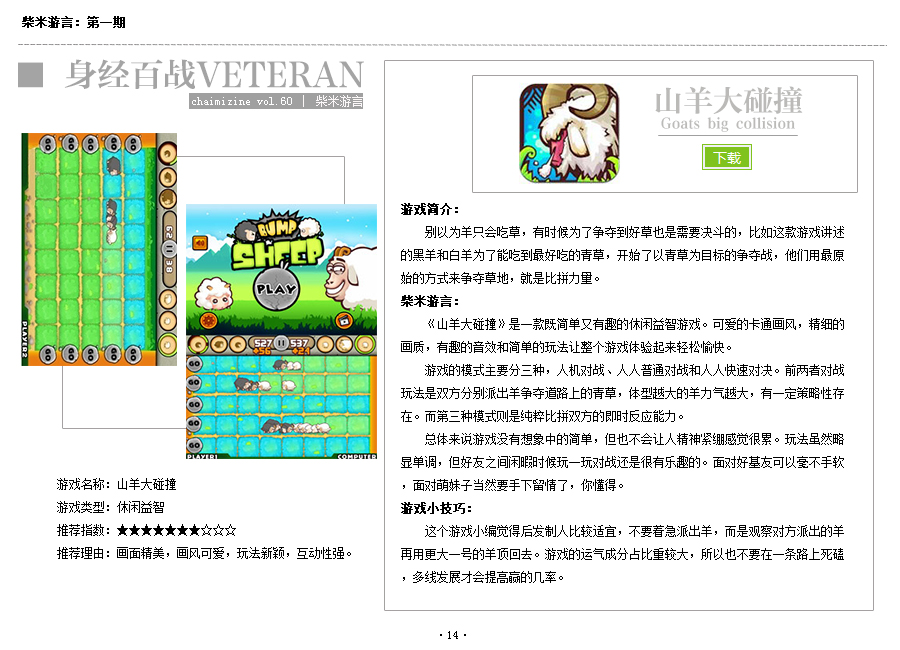 柴米游言：第一期
身经百战VETERAN
chaimizine vol.60 ｜ 柴米游言
GO GO GO GO GO
PLAYER2
GO GO GO GO GO
BUMP
SHEEP
PLAY
527 537
+56 +24
GO
GO
GO
GO
GO
PLAYER1 COMPUTER
游戏名称：山羊大碰撞
游戏类型：休闲益智
推荐指数：★★★★★★★☆☆☆
推荐理由：画面精美，画风可爱，玩法新颖，互动性强。
山羊大碰撞
Goats big collision
下载
游戏简介：
别以为羊只会吃草，有时候为了争夺到好草也是需要决斗的，比如这款游戏讲述
的黑羊和白羊为了能吃到最好吃的青草，开始了以青草为目标的争夺战，他们用最原
始的方式来争夺草地，就是比拼力量。
柴米游言：
《山羊大碰撞》是一款既简单又有趣的休闲益智游戏。可爱的卡通画风，精细的
画质，有趣的音效和简单的玩法让整个游戏体验起来轻松愉快。
游戏的模式主要分三种，人机对战、人人普通对战和人人快速对决。前两者对战
玩法是双方分别派出羊争夺道路上的青草，体型越大的羊力气越大，有一定策略性存
在。而第三种模式则是纯粹比拼双方的即时反应能力。
总体来说游戏没有想象中的简单，但也不会让人精神紧绷感觉很累。玩法虽然略
显单调，但好友之间闲暇时候玩一玩对战还是很有乐趣的。面对好基友可以毫不手软
，面对萌妹子当然要手下留情了，你懂得。
游戏小技巧：
这个游戏小编觉得后发制人比较适宜，不要着急派出羊，而是观察对方派出的羊
再用更大一号的羊顶回去。游戏的运气成分占比重较大，所以也不要在一条路上死磕
，多线发展才会提高赢的几率。
· 14 ·